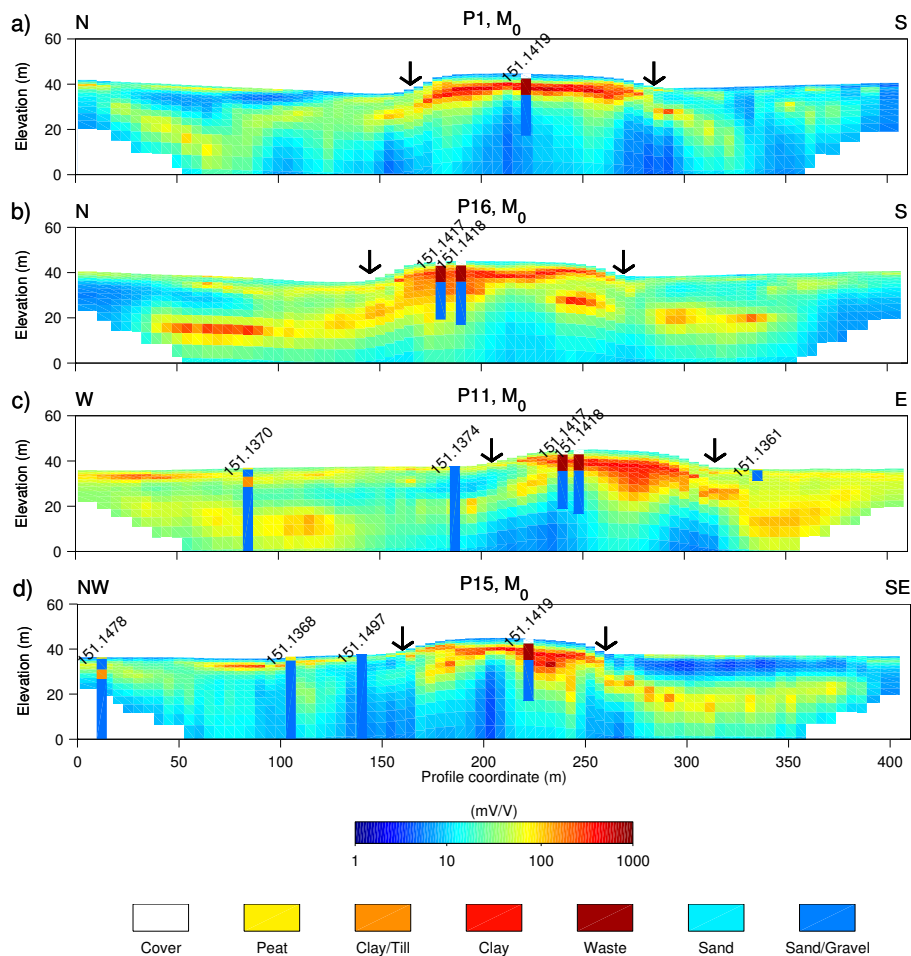 a) N P1, M0 S
60
40
20
0
Elevation (m)
151.1419
b) N P16, M0 S
60
40
20
0
Elevation (m)
151.1417
151.1418
c) W P11, M0 E
60
40
20
0
Elevation (m)
151.1370
151.1374
151.1417
151.1418
151.1361
d) NW P15, M0 SE
60
40
20
0
Elevation (m)
151.1478
151.1368
151.1497
151.1419
0 50 100 150 200 250 300 350 400
Profile coordinate (m)
(mV/V)
1 10 100 1000
Cover Peat Clay/Till Clay Waste Sand Sand/Gravel